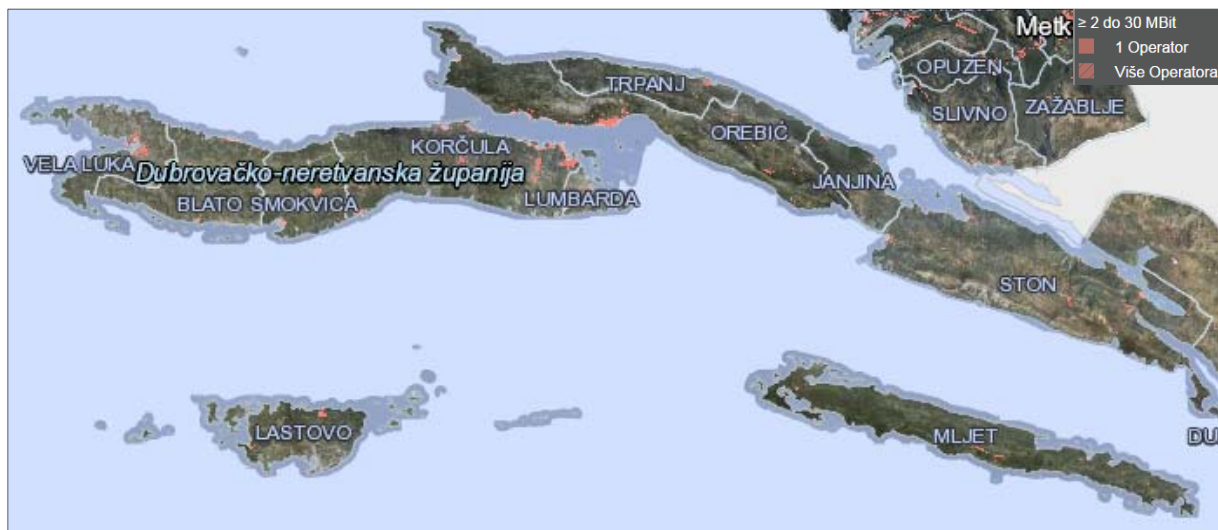 ≥ 2 do 30 MBit
1 Operator
Više Operatora
Metk
OPUZEN
TRPANJ
SLIVNO ZAŽABLJE
OREBIĆ
KORČULA
VELA LUKA
Dubrovačko-neretvanska županija
JANJINA
BLATO SMOKVICA
LUMBARDA
STON
LASTOVO
MLJET
DU